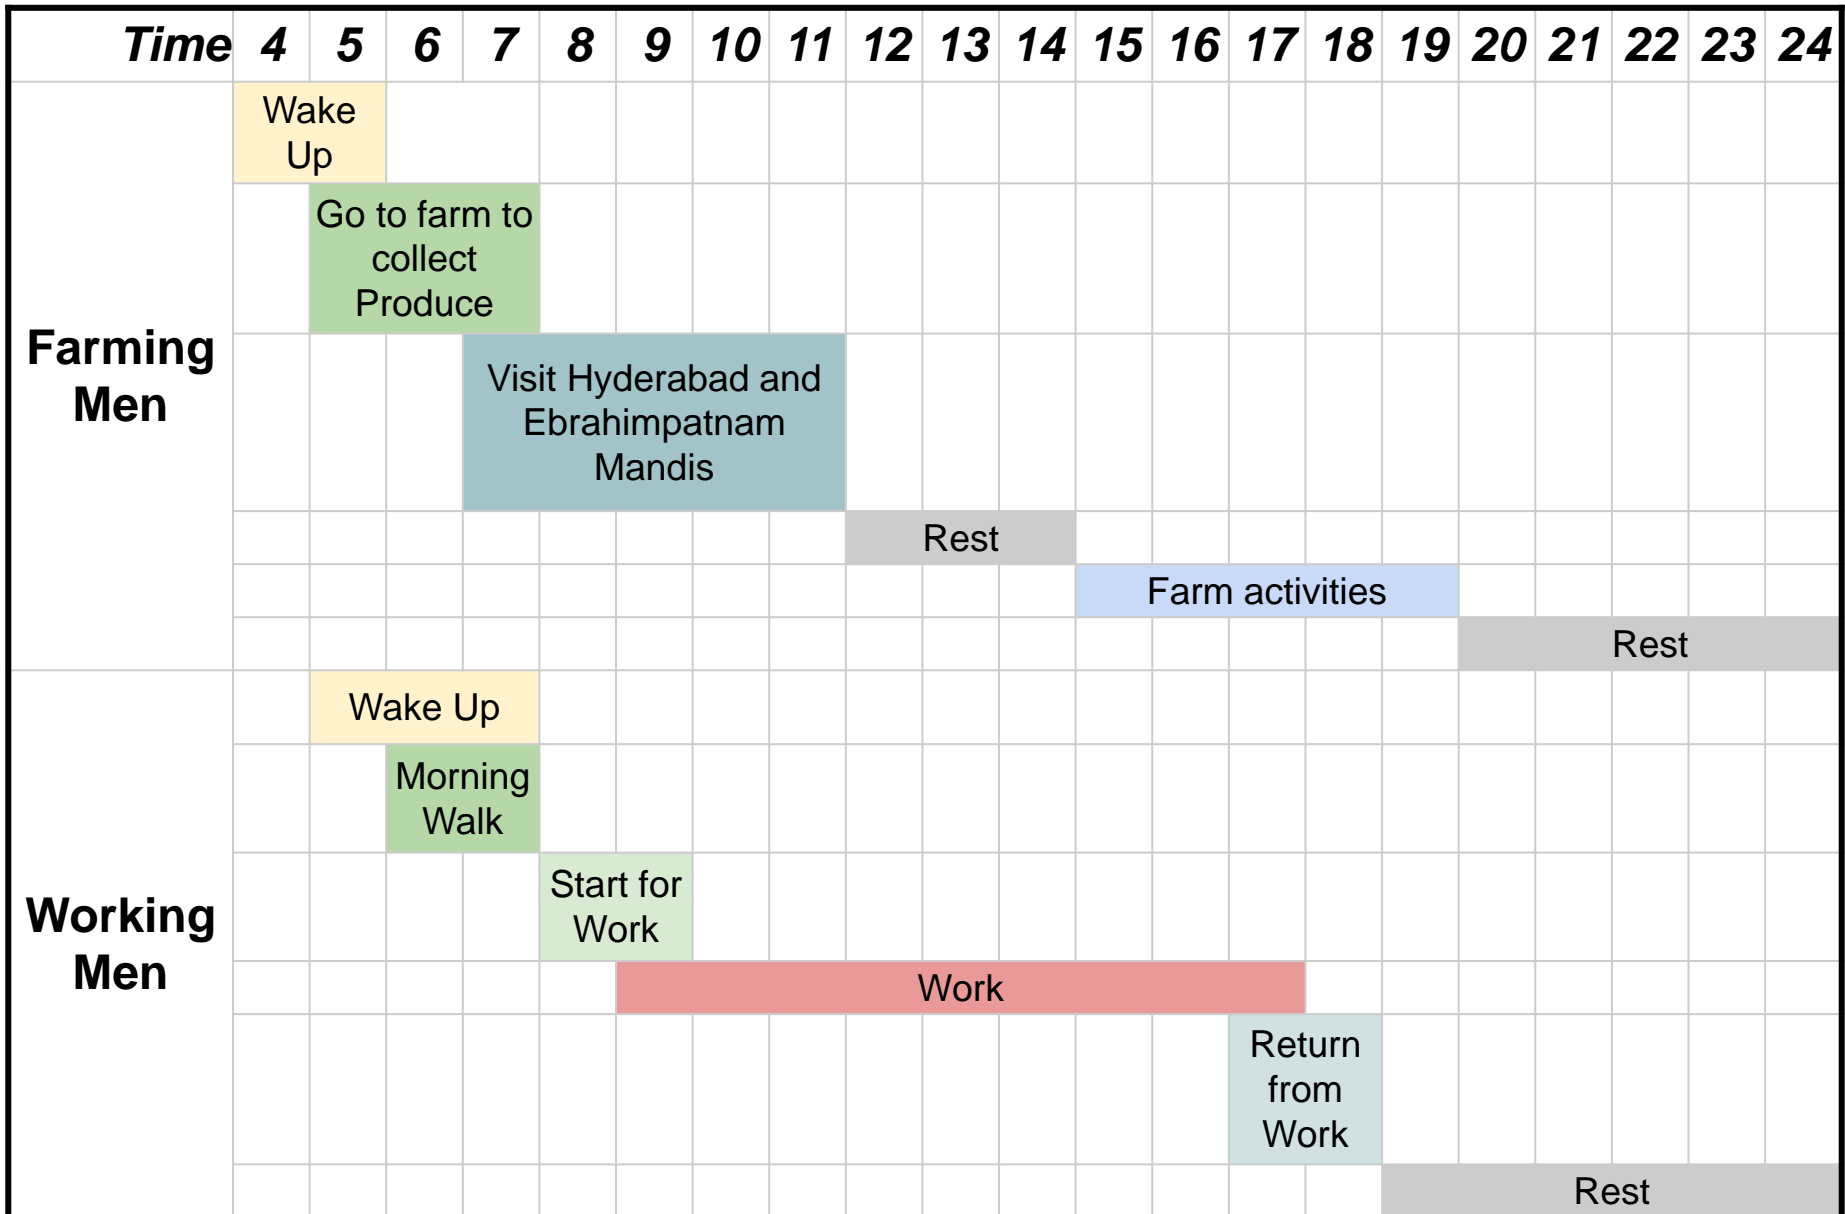 Time 4 5 6 7 8 9 10 11 12 13 14 15 16 17 18 19 20 21 22 23 24
Farming
Men
Wake
Up
Go to farm to
collect
Produce
Visit Hyderabad and
Ebrahimpatnam
Mandis
Rest
Farm activities
Rest
Working
Men
Wake Up
Morning
Walk
Start for
Work
Work
Return
from
Work
Rest